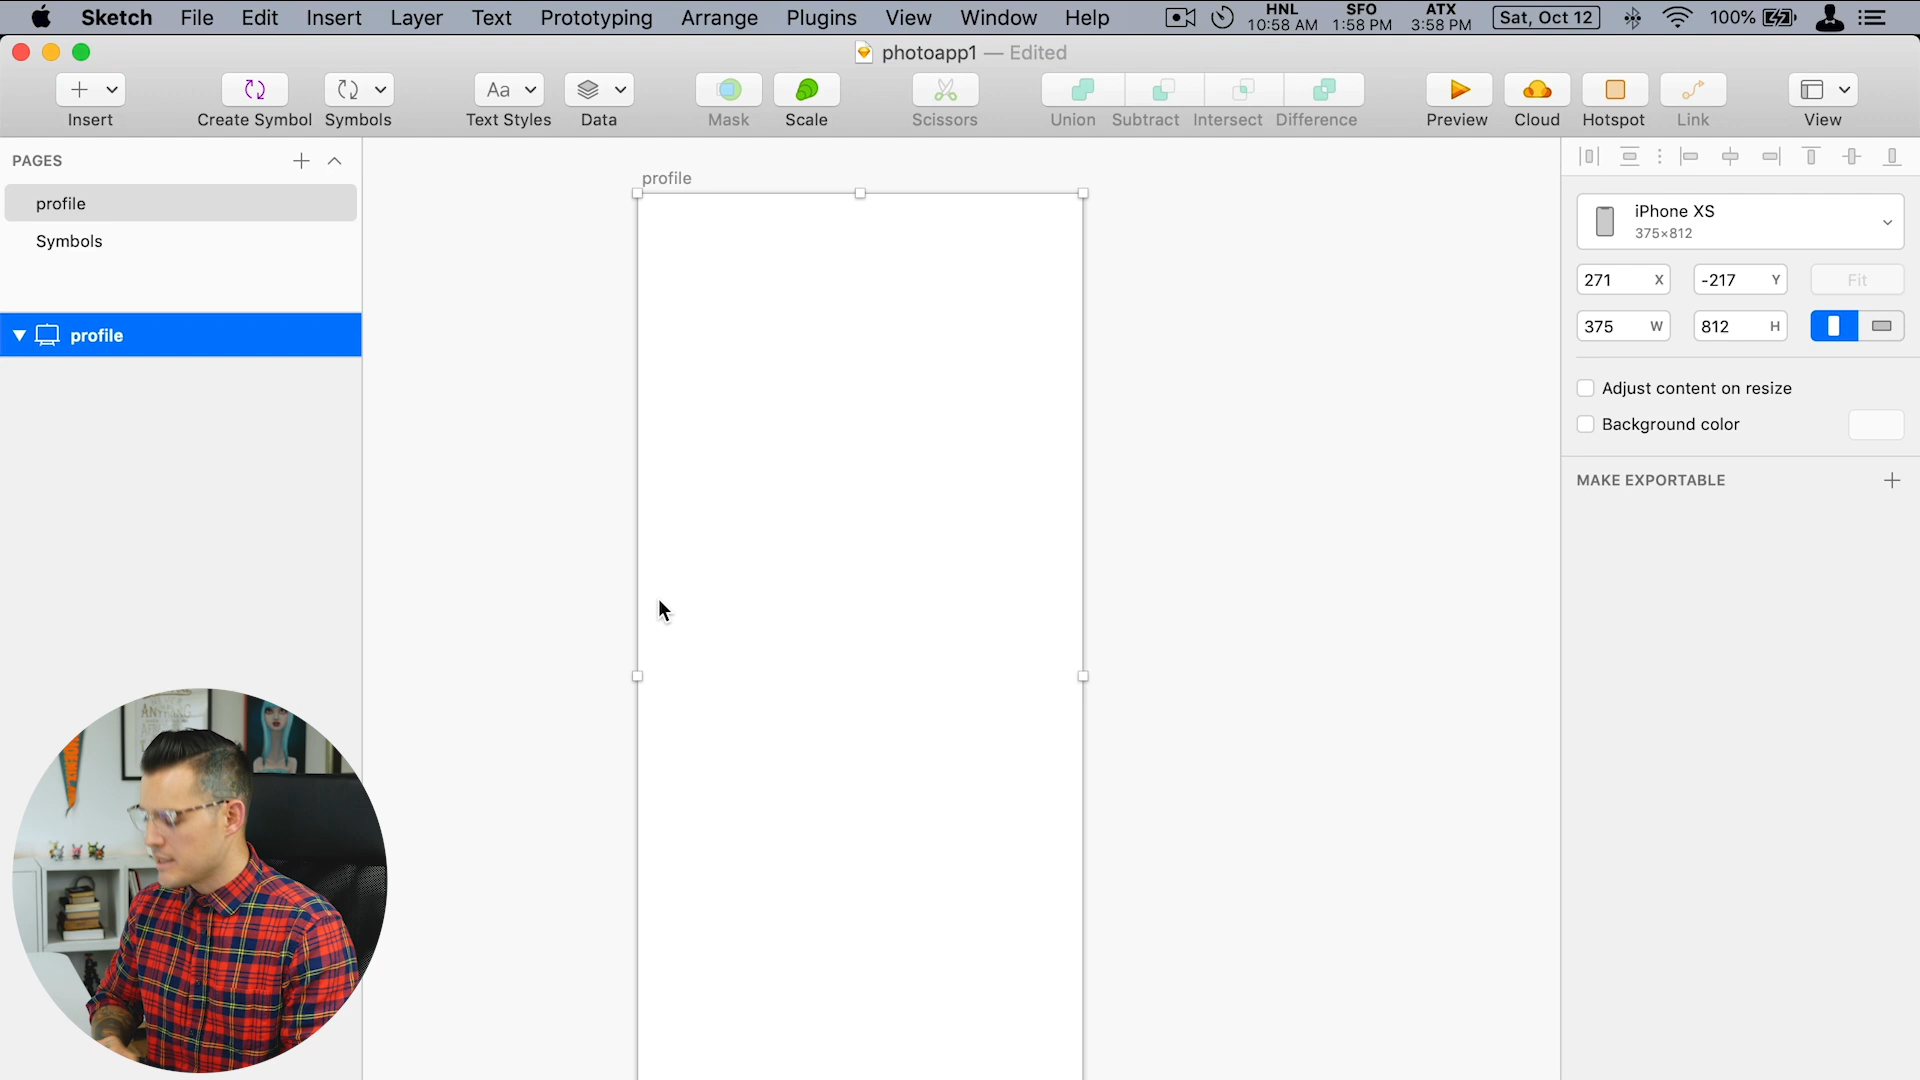 Sketch File Edit Insert Layer Text Prototyping Arrange Plugins View Window Help HNL 10:58 AM SFO 1:58 PM ATX 3:58 PM Sat, Oct 12 100%
photoapp1 — Edited
Insert Create Symbol Symbols Aa Text Styles Data Mask Scale Scissors Union Subtract Intersect Difference Preview Cloud Hotspot Link View
PAGES
profile
Symbols
profile
profile
iPhone XS
375×812
271 X -217 Y Fit
375 W 812 H
Adjust content on resize
Background color
MAKE EXPORTABLE